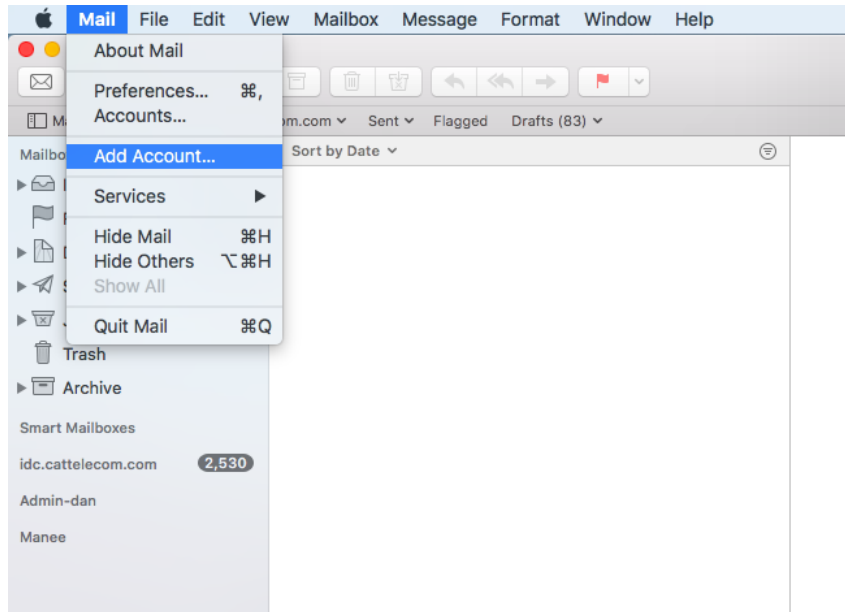 Mail File Edit View Mailbox Message Format Window Help
About Mail
Preferences... ⌘,
Accounts...
Add Account...
Services
Hide Mail ⌘H
Hide Others ⌥⌘H
Show All
Quit Mail ⌘Q
Sent Flagged Drafts (83)
Sort by Date
Trash
Archive
Smart Mailboxes
idc.cattelecom.com 2,530
Admin-dan
Manee